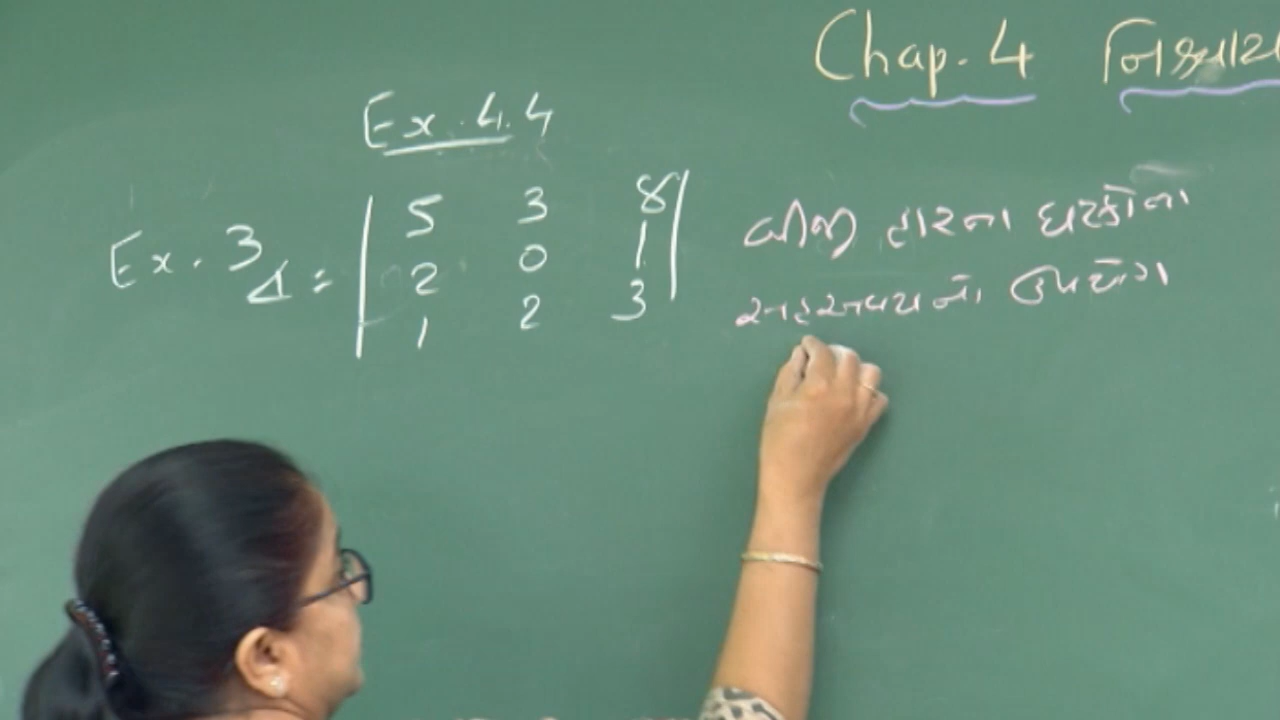 Chap. 4 નિશ્ચાય
Ex. 4.4
Ex. 3 Δ = | 5 3 8 |
2 0 1
1 2 3
બીજી હારના ઘટકોના
સહઅવયવનો ઉપયોગ